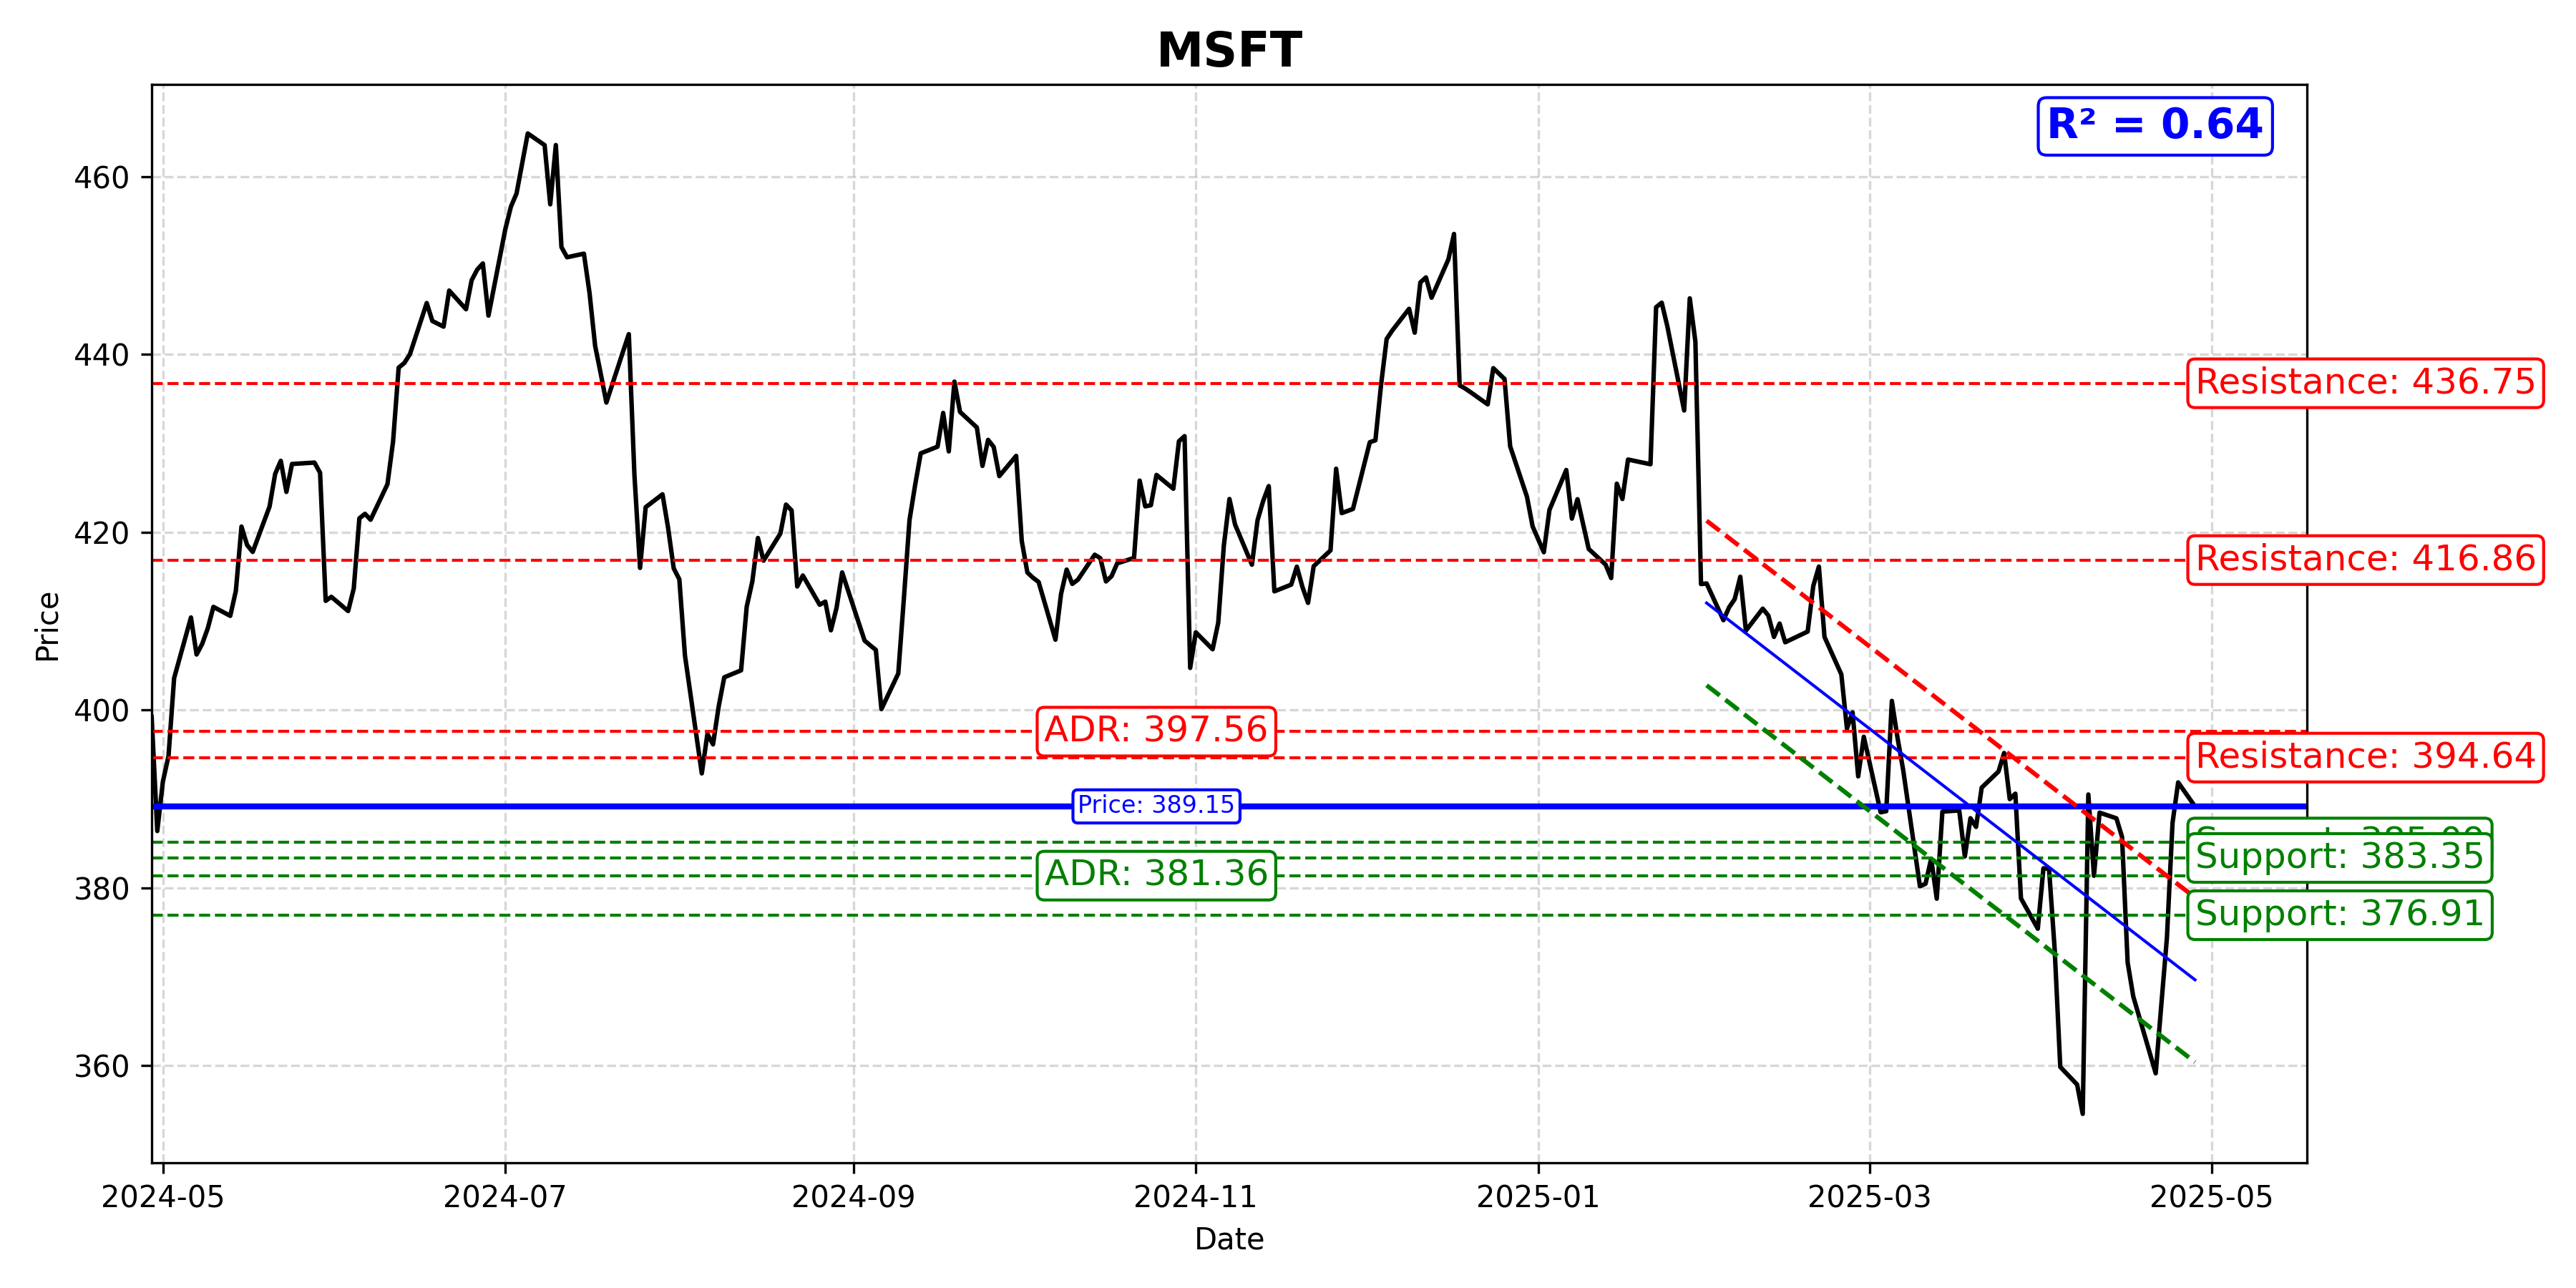 MSFT
R² = 0.64
460
440
420
400
380
360
Price
Resistance: 436.75
Resistance: 416.86
ADR: 397.56
Resistance: 394.64
Price: 389.15
Support: 383.35
ADR: 381.36
Support: 376.91
2024-05
2024-07
2024-09
2024-11
2025-01
2025-03
2025-05
Date